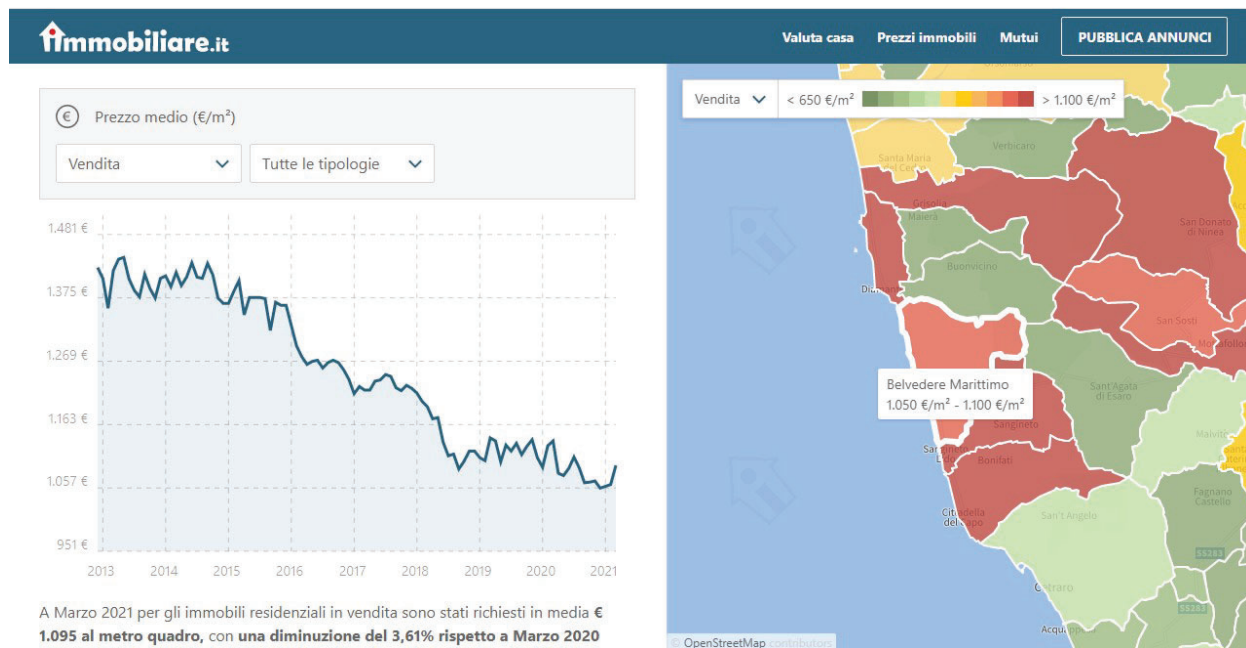 immobiliare.it
Valuta casa
Prezzi immobili
Mutui
PUBBLICA ANNUNCI
€
Prezzo medio (€/m²)
Vendita
Tutte le tipologie
1.481 €
1.375 €
1.269 €
1.163 €
1.057 €
951 €
2013 2014 2015 2016 2017 2018 2019 2020 2021
A Marzo 2021 per gli immobili residenziali in vendita sono stati richiesti in media €
1.095 al metro quadro, con una diminuzione del 3,61% rispetto a Marzo 2020
Vendita
< 650 €/m²
> 1.100 €/m²
Verbicaro
Santa Maria
del Cedro
Grisolia
Maierà
San Donato
di Ninea
Buonvicino
San Sosti
Belvedere Marittimo
1.050 €/m² - 1.100 €/m²
Sant'Agata
di Esaro
Sangineto
Malvito
Bonifati
Fagnano
Castello
Cittadella
del Capo
San't Angelo
SS283
Cetraro
SS283
© OpenStreetMap contributors